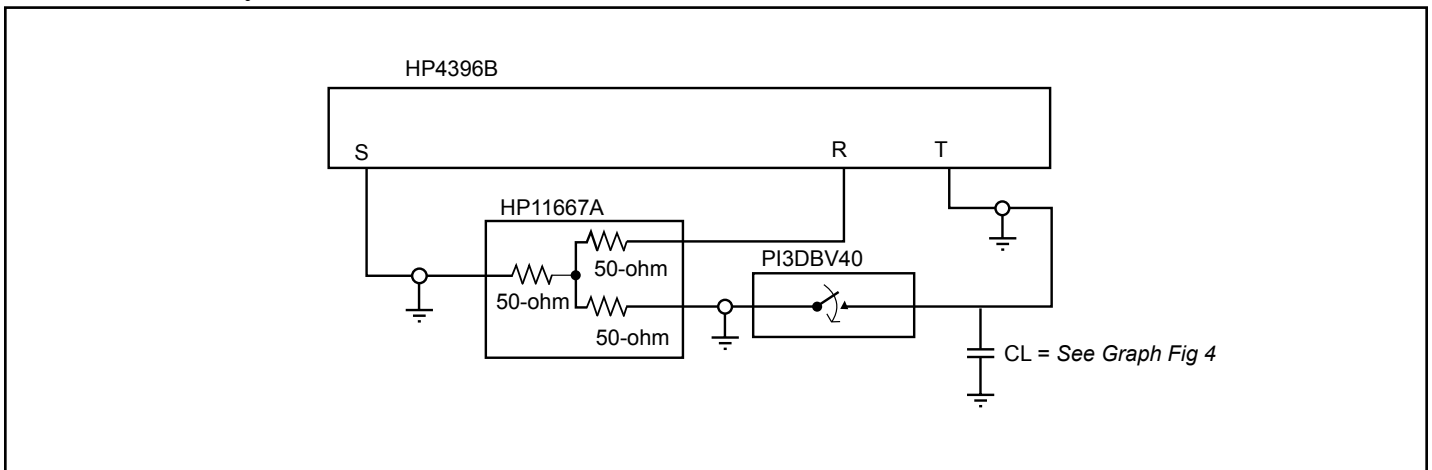 HP4396B
S
R
T
HP11667A
50-ohm
50-ohm
50-ohm
PI3DBV40
CL = See Graph Fig 4